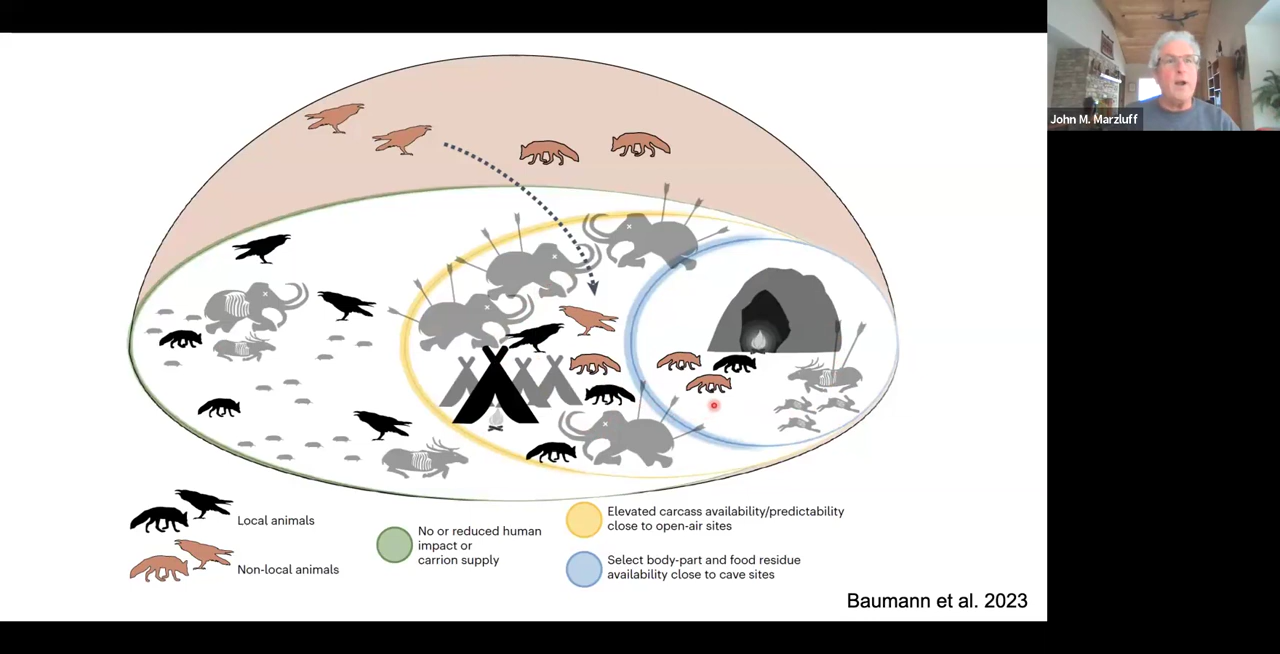 John M. Marzluff
Local animals
Non-local animals
No or reduced human
impact or
carrion supply
Elevated carcass availability/predictability
close to open-air sites
Select body-part and food residue
availability close to cave sites
Baumann et al. 2023